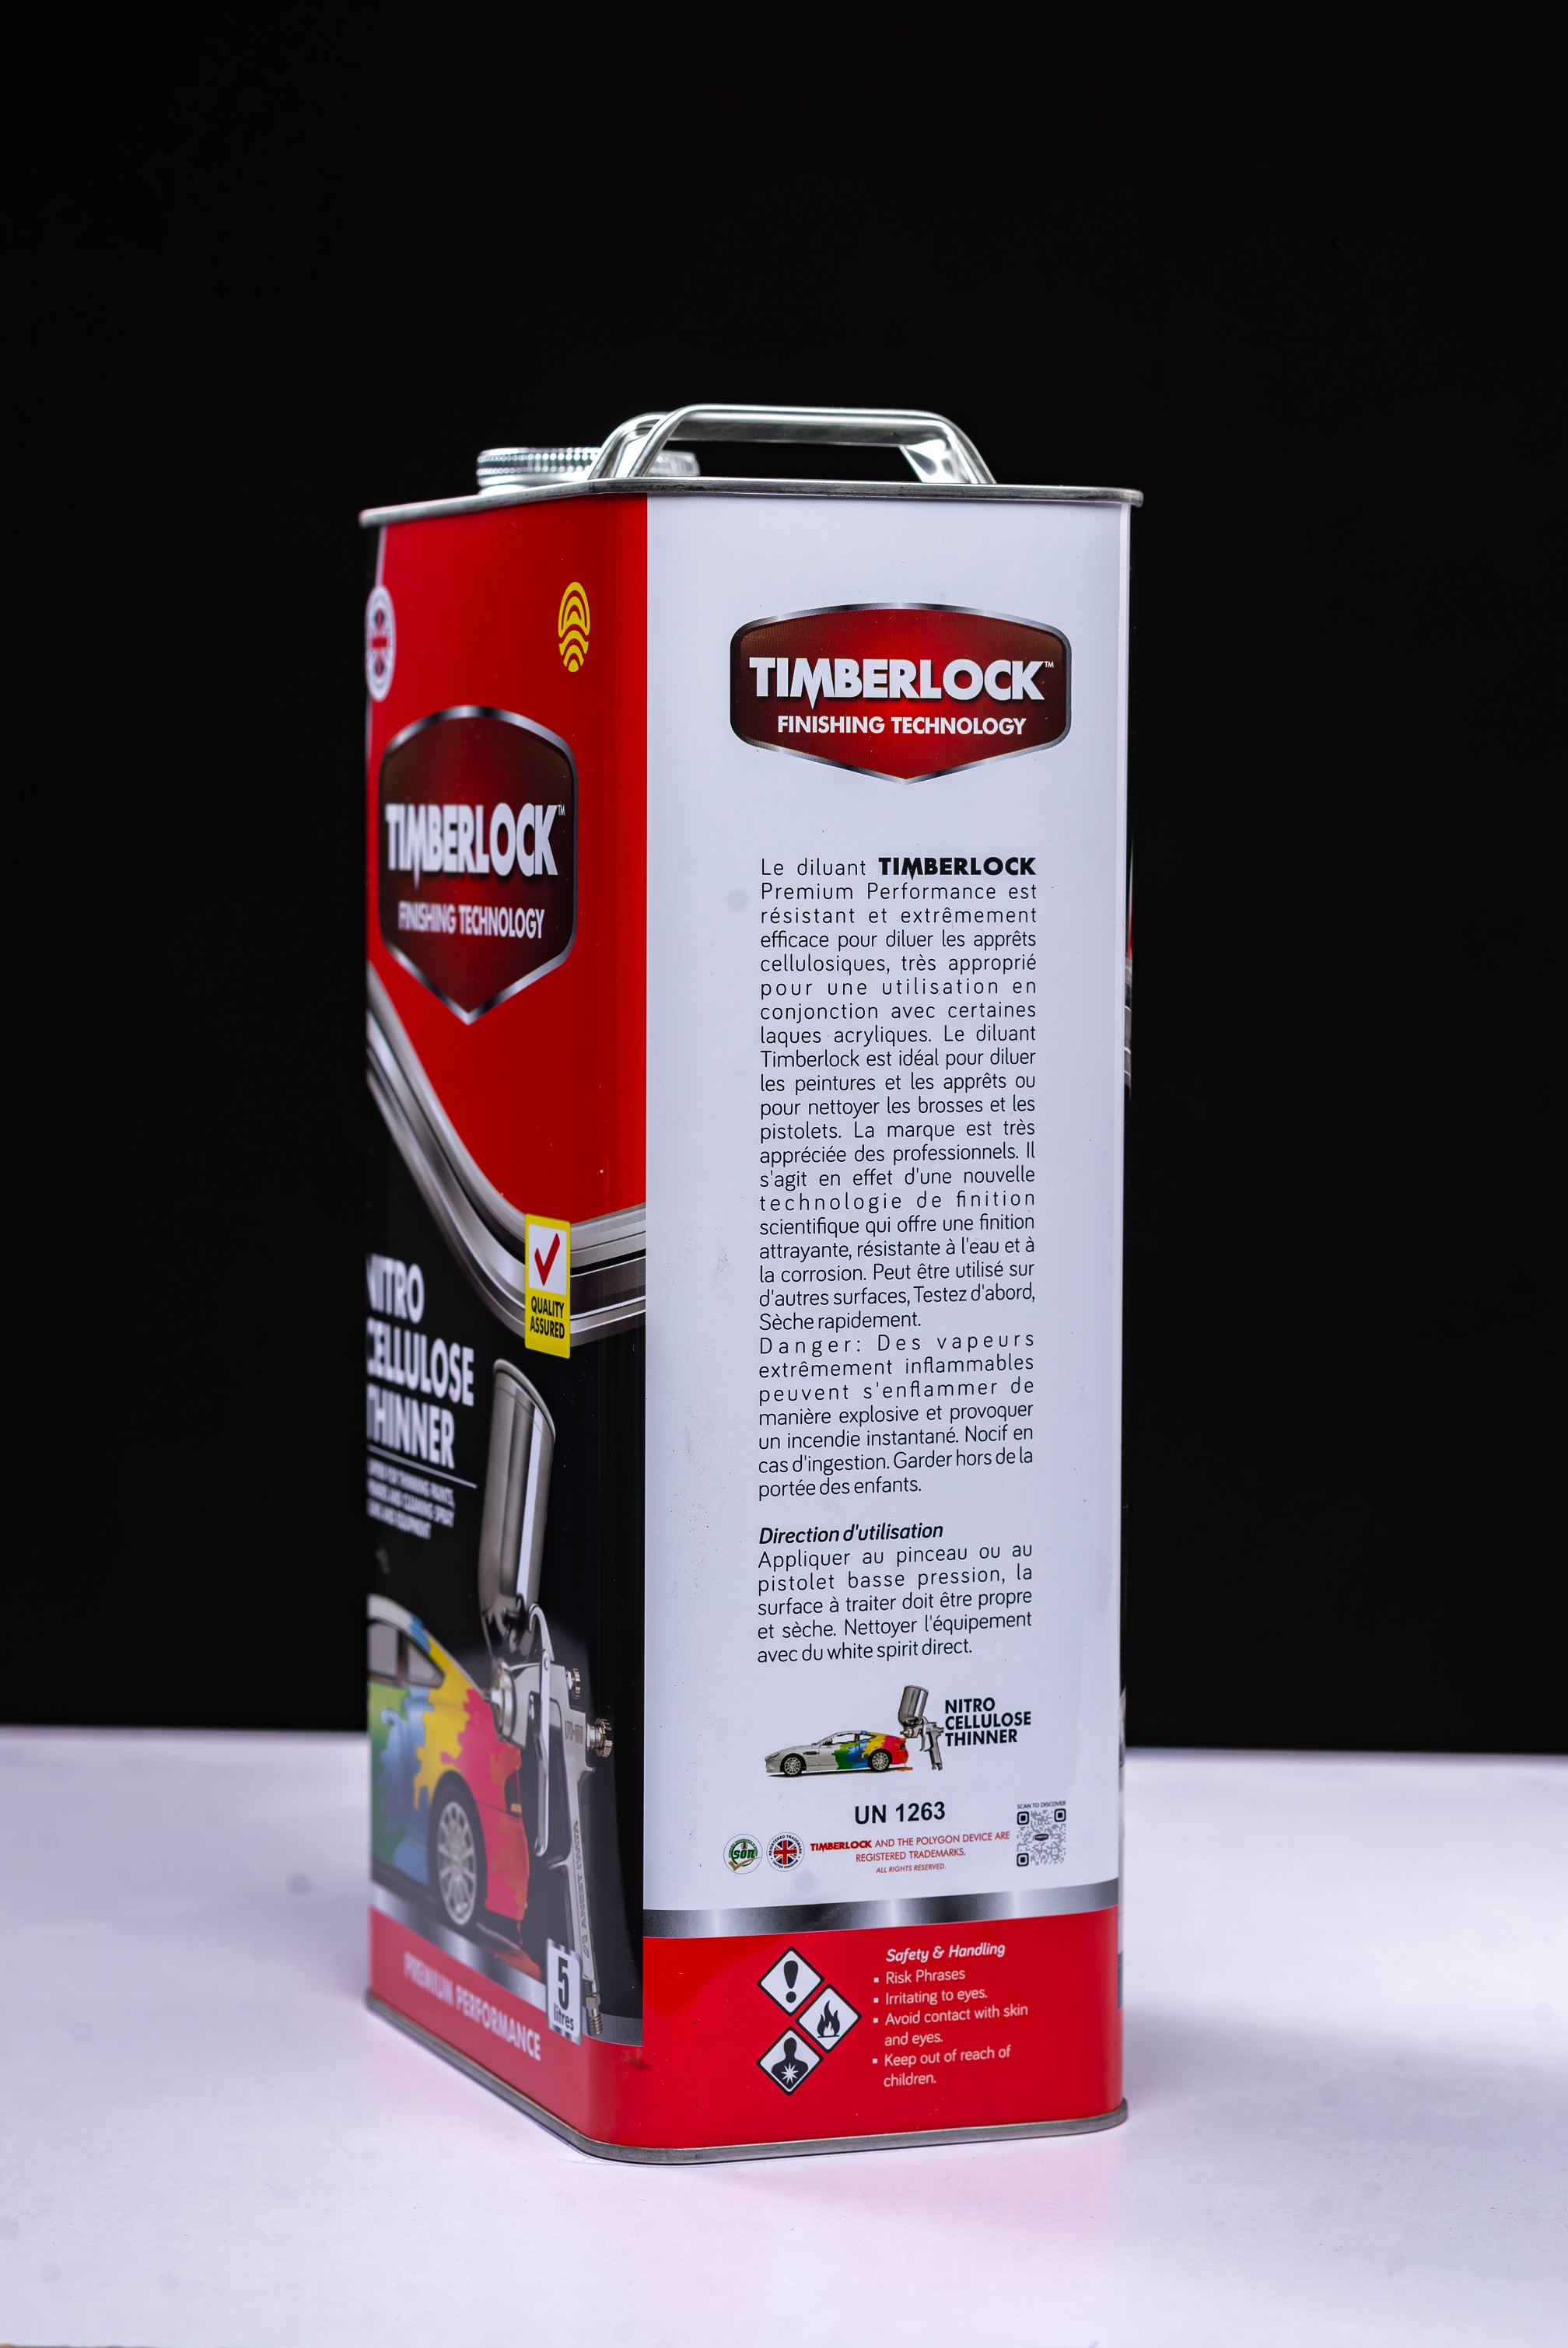 TIMBERLOCK™
FINISHING TECHNOLOGY
NITRO
CELLULOSE
THINNER
QUALITY
ASSURED
5
litres
PREMIUM PERFORMANCE
TIMBERLOCK™
FINISHING TECHNOLOGY
Le diluant TIMBERLOCK
Premium Performance est
résistant et extrêmement
efficace pour diluer les apprêts
cellulosiques, très approprié
pour une utilisation en
conjonction avec certaines
laques acryliques. Le diluant
Timberlock est idéal pour diluer
les peintures et les apprêts ou
pour nettoyer les brosses et les
pistolets. La marque est très
appréciée des professionnels. Il
s'agit en effet d'une nouvelle
technologie de finition
scientifique qui offre une finition
attrayante, résistante à l'eau et à
la corrosion. Peut être utilisé sur
d'autres surfaces, Testez d'abord,
Sèche rapidement.
Danger: Des vapeurs
extrêmement inflammables
peuvent s'enflammer de
manière explosive et provoquer
un incendie instantané. Nocif en
cas d'ingestion. Garder hors de la
portée des enfants.
Direction d'utilisation
Appliquer au pinceau ou au
pistolet basse pression, la
surface à traiter doit être propre
et sèche. Nettoyer l'équipement
avec du white spirit direct.
NITRO
CELLULOSE
THINNER
UN 1263
SCAN TO DISCOVER
SON
TIMBERLOCK AND THE POLYGON DEVICE ARE
REGISTERED TRADEMARKS.
ALL RIGHTS RESERVED.
Safety & Handling
▪ Risk Phrases
▪ Irritating to eyes.
▪ Avoid contact with skin
and eyes.
▪ Keep out of reach of
children.